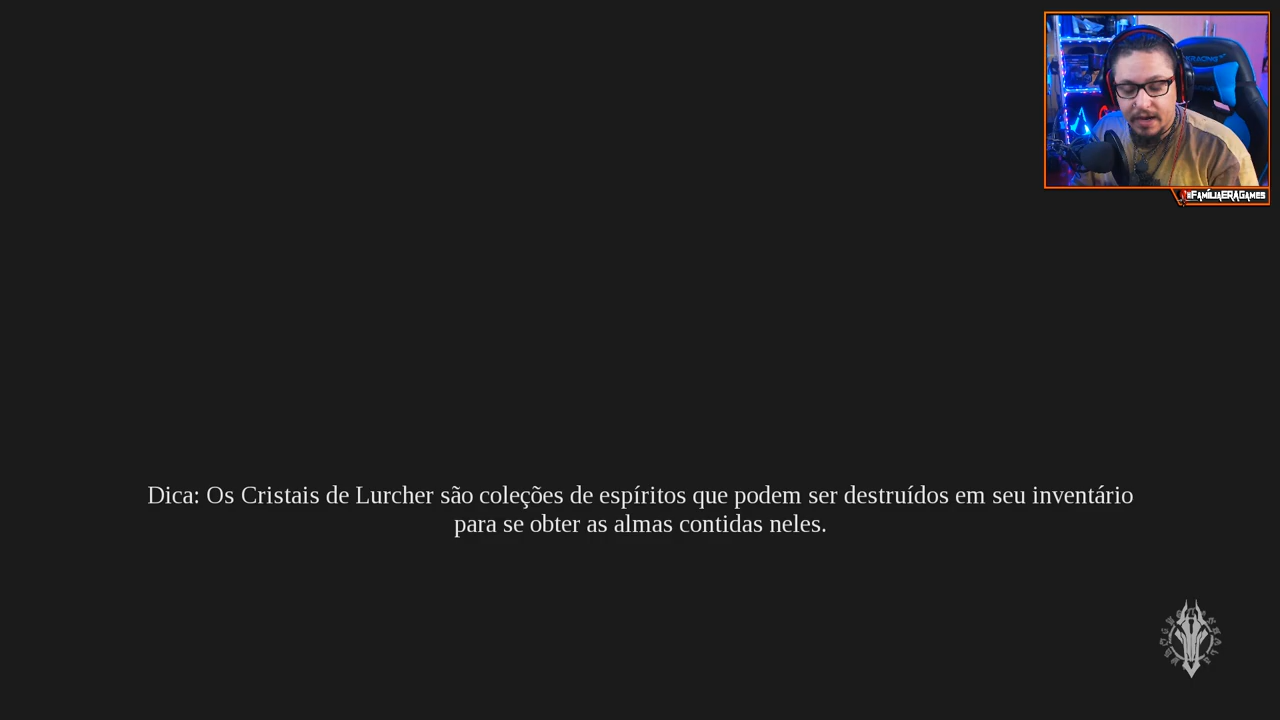 #FamíliaERAGames
Dica: Os Cristais de Lurcher são coleções de espíritos que podem ser destruídos em seu inventário
para se obter as almas contidas neles.